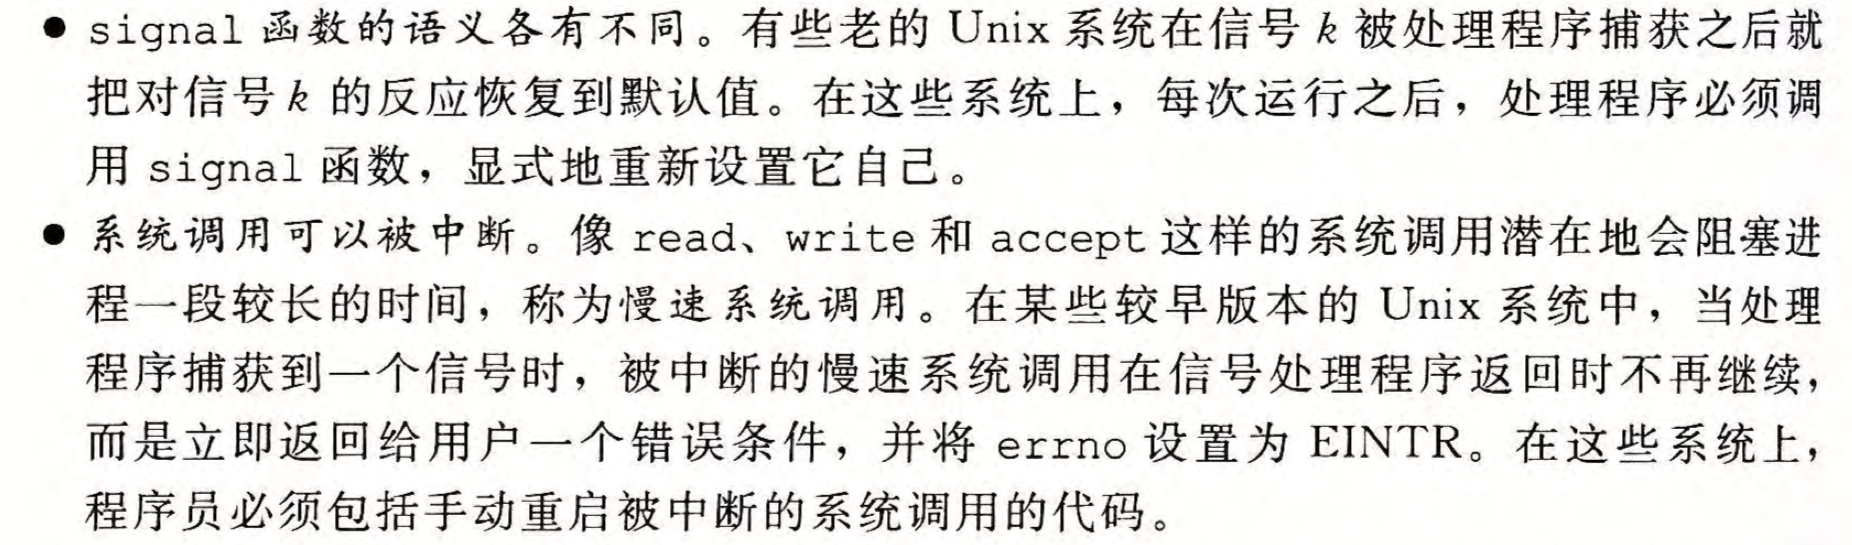 ● signal 函数的语义各有不同。有些老的 Unix 系统在信号 k 被处理程序捕获之后就
把对信号 k 的反应恢复到默认值。在这些系统上，每次运行之后，处理程序必须调
用 signal 函数，显式地重新设置它自己。
● 系统调用可以被中断。像 read、write 和 accept 这样的系统调用潜在地会阻塞进
程一段较长的时间，称为慢速系统调用。在某些较早版本的 Unix 系统中，当处理
程序捕获到一个信号时，被中断的慢速系统调用在信号处理程序返回时不再继续，
而是立即返回给用户一个错误条件，并将 errno 设置为 EINTR。在这些系统上，
程序员必须包括手动重启被中断的系统调用的代码。